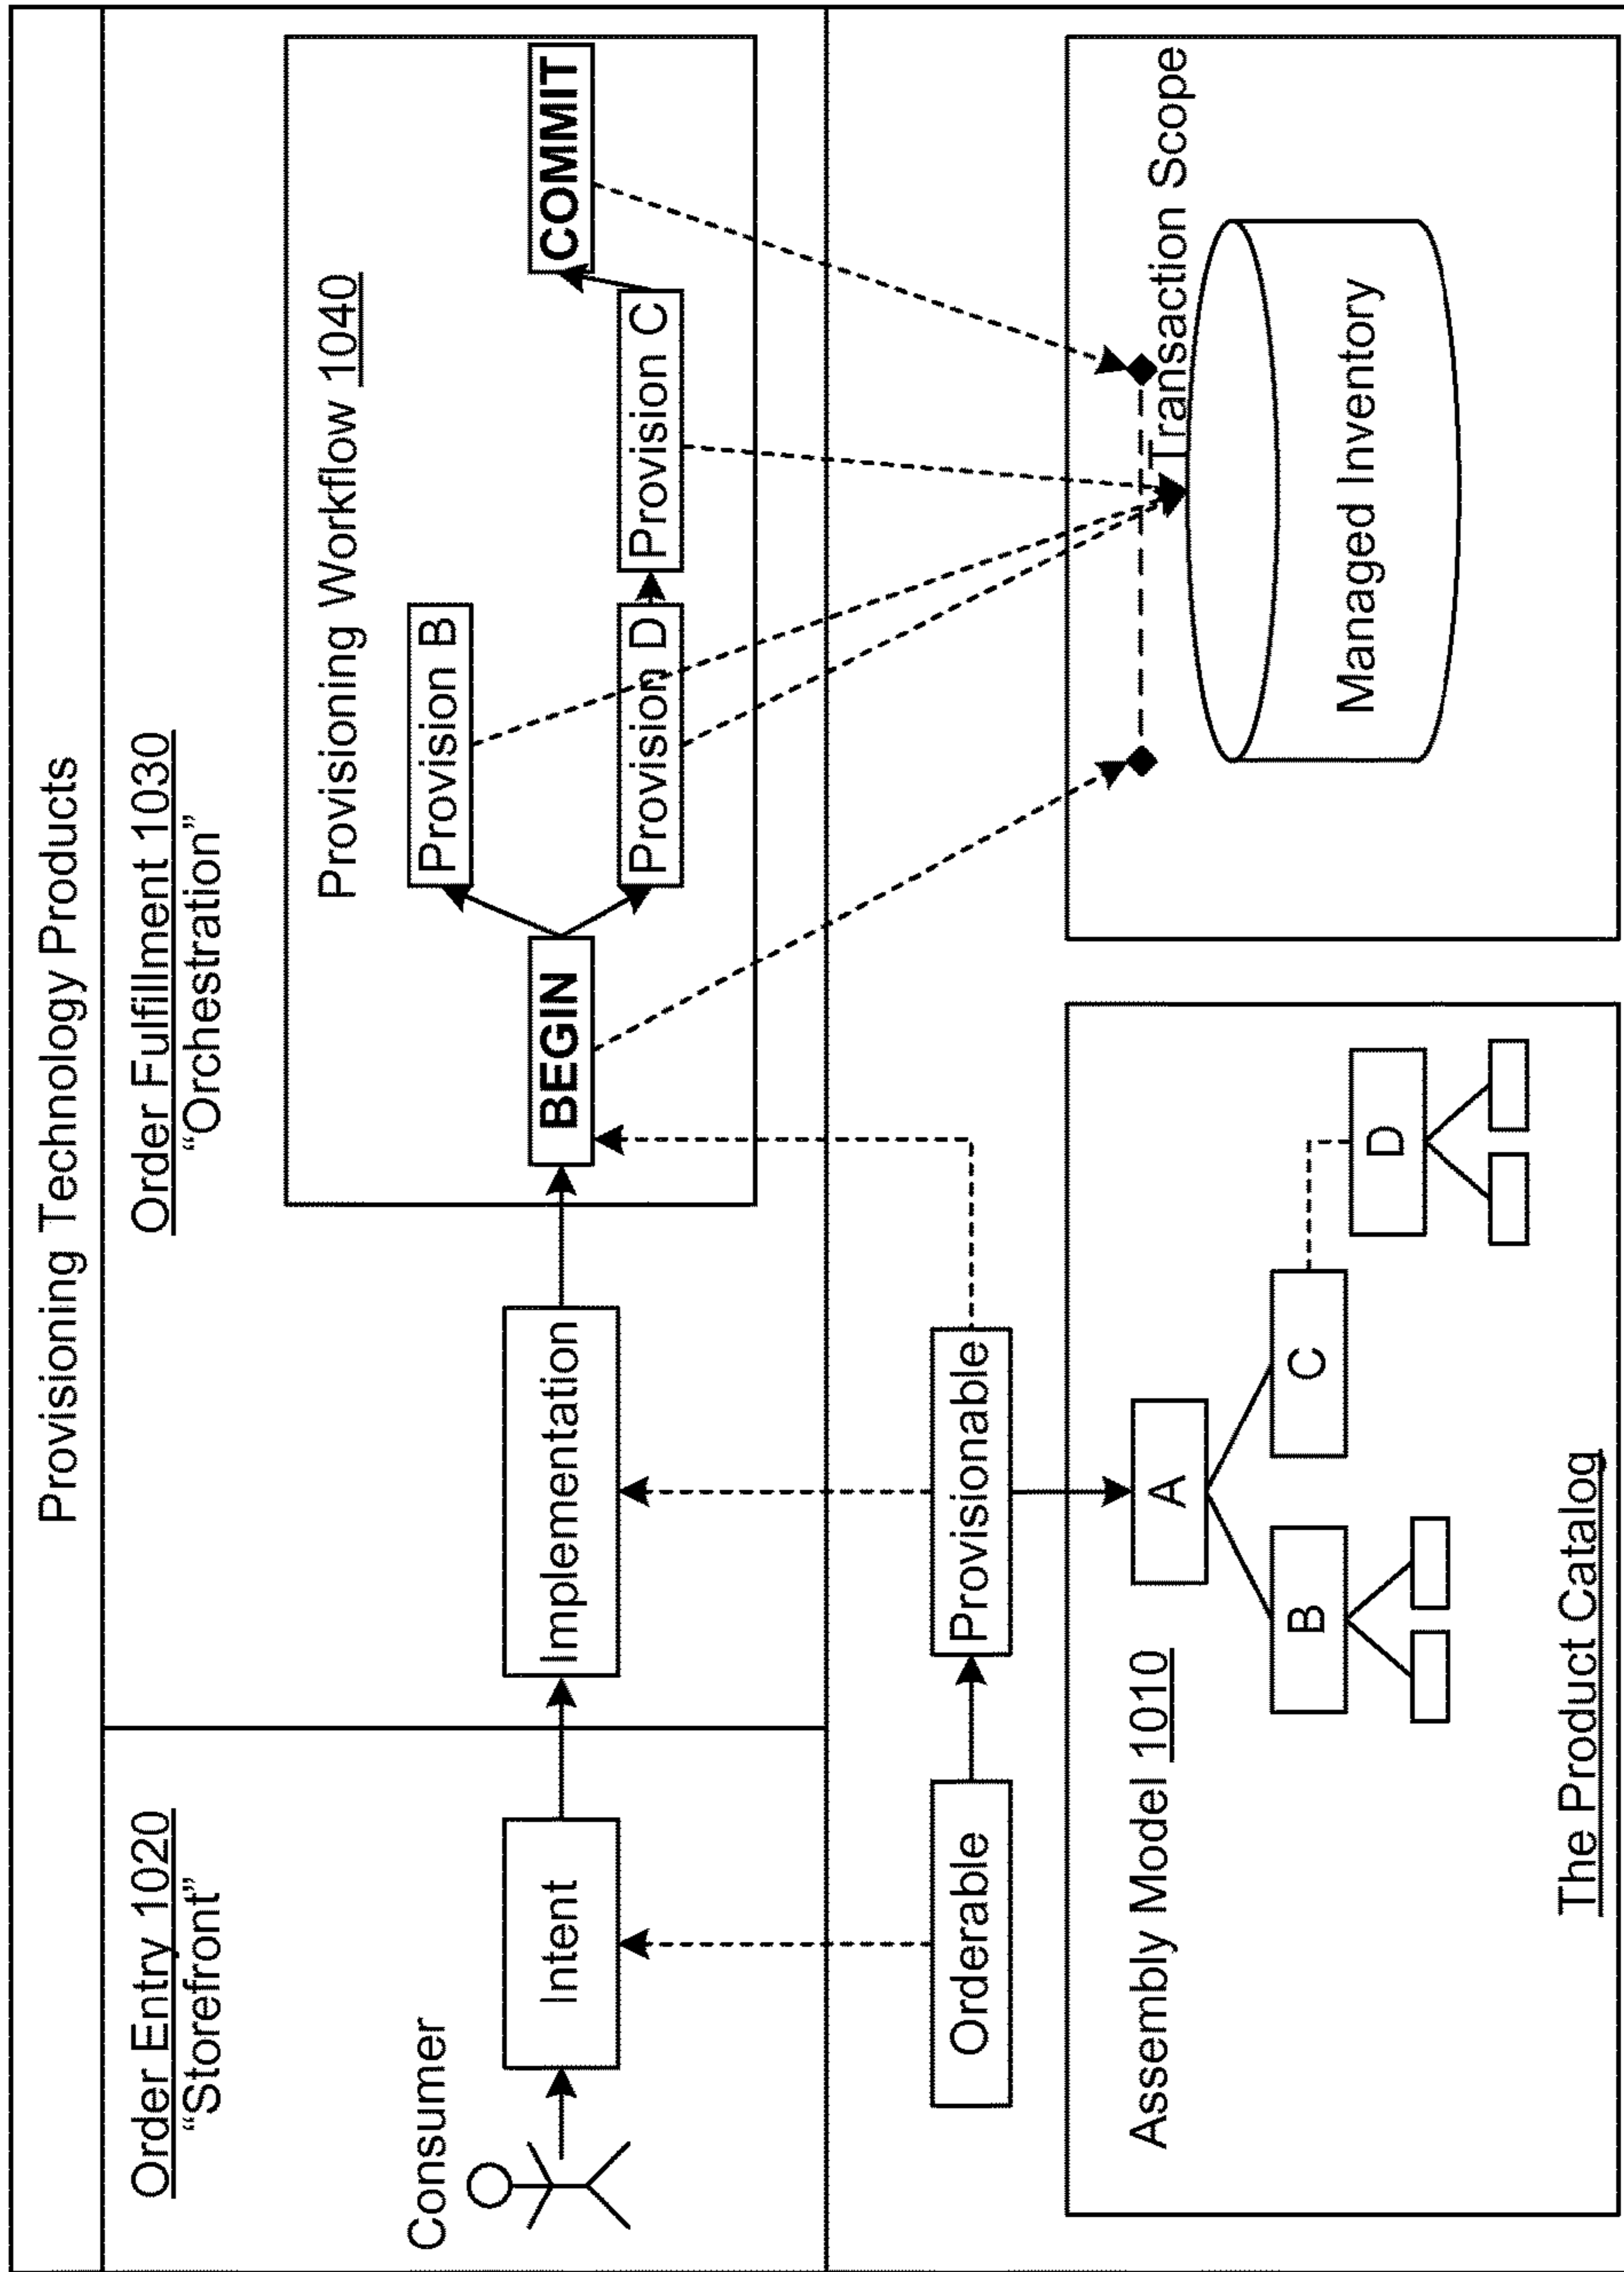 Provisioning Technology Products
Order Entry 1020
“Storefront”
Order Fulfillment 1030
“Orchestration”
Consumer
Intent
Implementation
Provisioning Workflow 1040
BEGIN
Provision B
Provision D
Provision C
COMMIT
Orderable
Provisionable
Assembly Model 1010
A
B
C
D
The Product Catalog
Transaction Scope
Managed Inventory